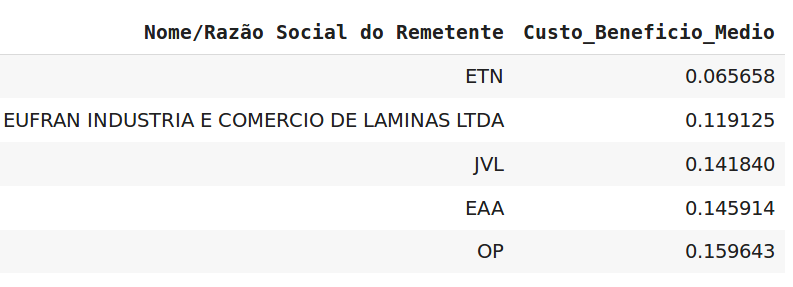 Nome/Razão Social do Remetente Custo_Beneficio_Medio
ETN 0.065658
EUFRAN INDUSTRIA E COMERCIO DE LAMINAS LTDA 0.119125
JVL 0.141840
EAA 0.145914
OP 0.159643